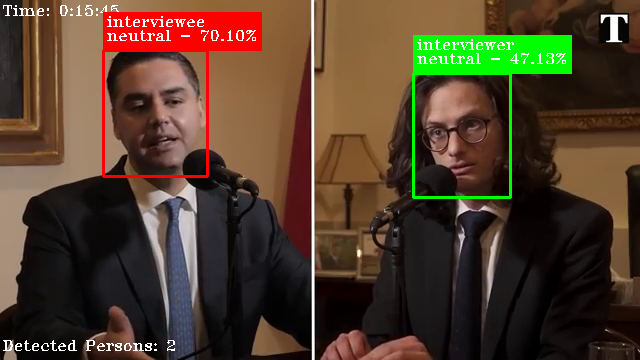 Time: 0:15:45
interviewee
neutral - 70.10%
interviewer
neutral - 47.13%
T
Detected Persons: 2